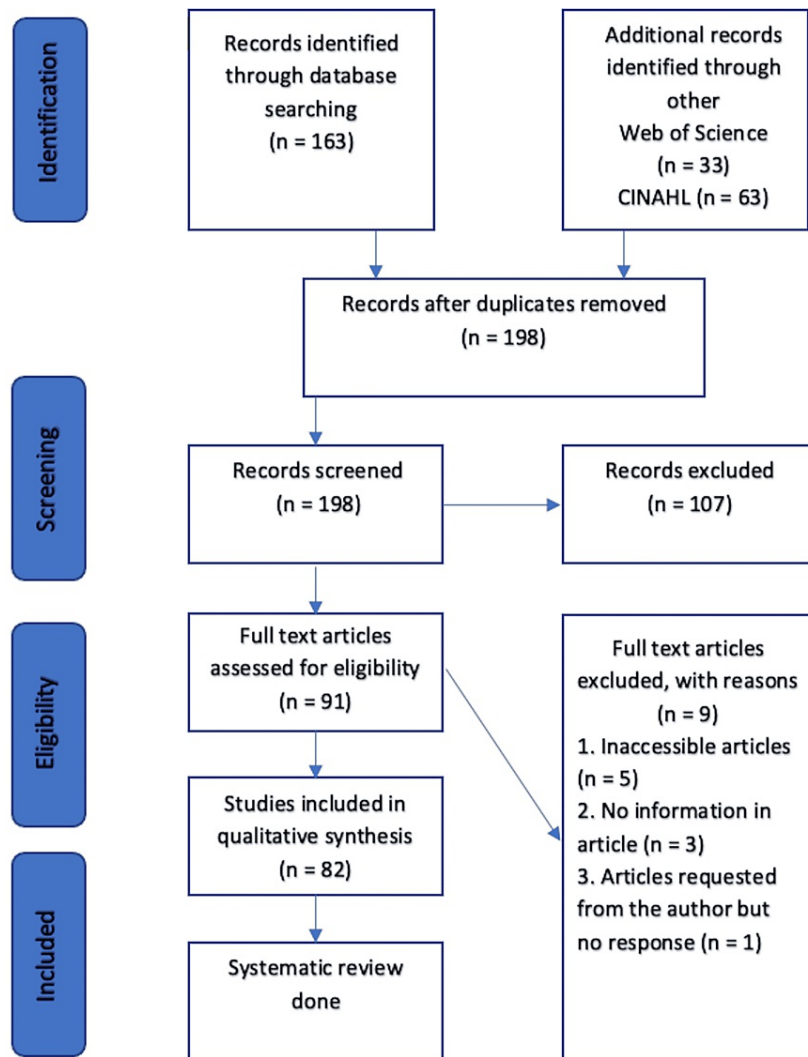 Identification
Records identified
through database
searching
(n = 163)
Additional records
identified through
other
Web of Science
(n = 33)
CINAHL (n = 63)
Records after duplicates removed
(n = 198)
Screening
Records screened
(n = 198)
Records excluded
(n = 107)
Eligibility
Full text articles
assessed for eligibility
(n = 91)
Full text articles
excluded, with reasons
(n = 9)
1. Inaccessible articles
(n = 5)
2. No information in
article (n = 3)
3. Articles requested
from the author but
no response (n = 1)
Studies included in
qualitative synthesis
(n = 82)
Included
Systematic review
done